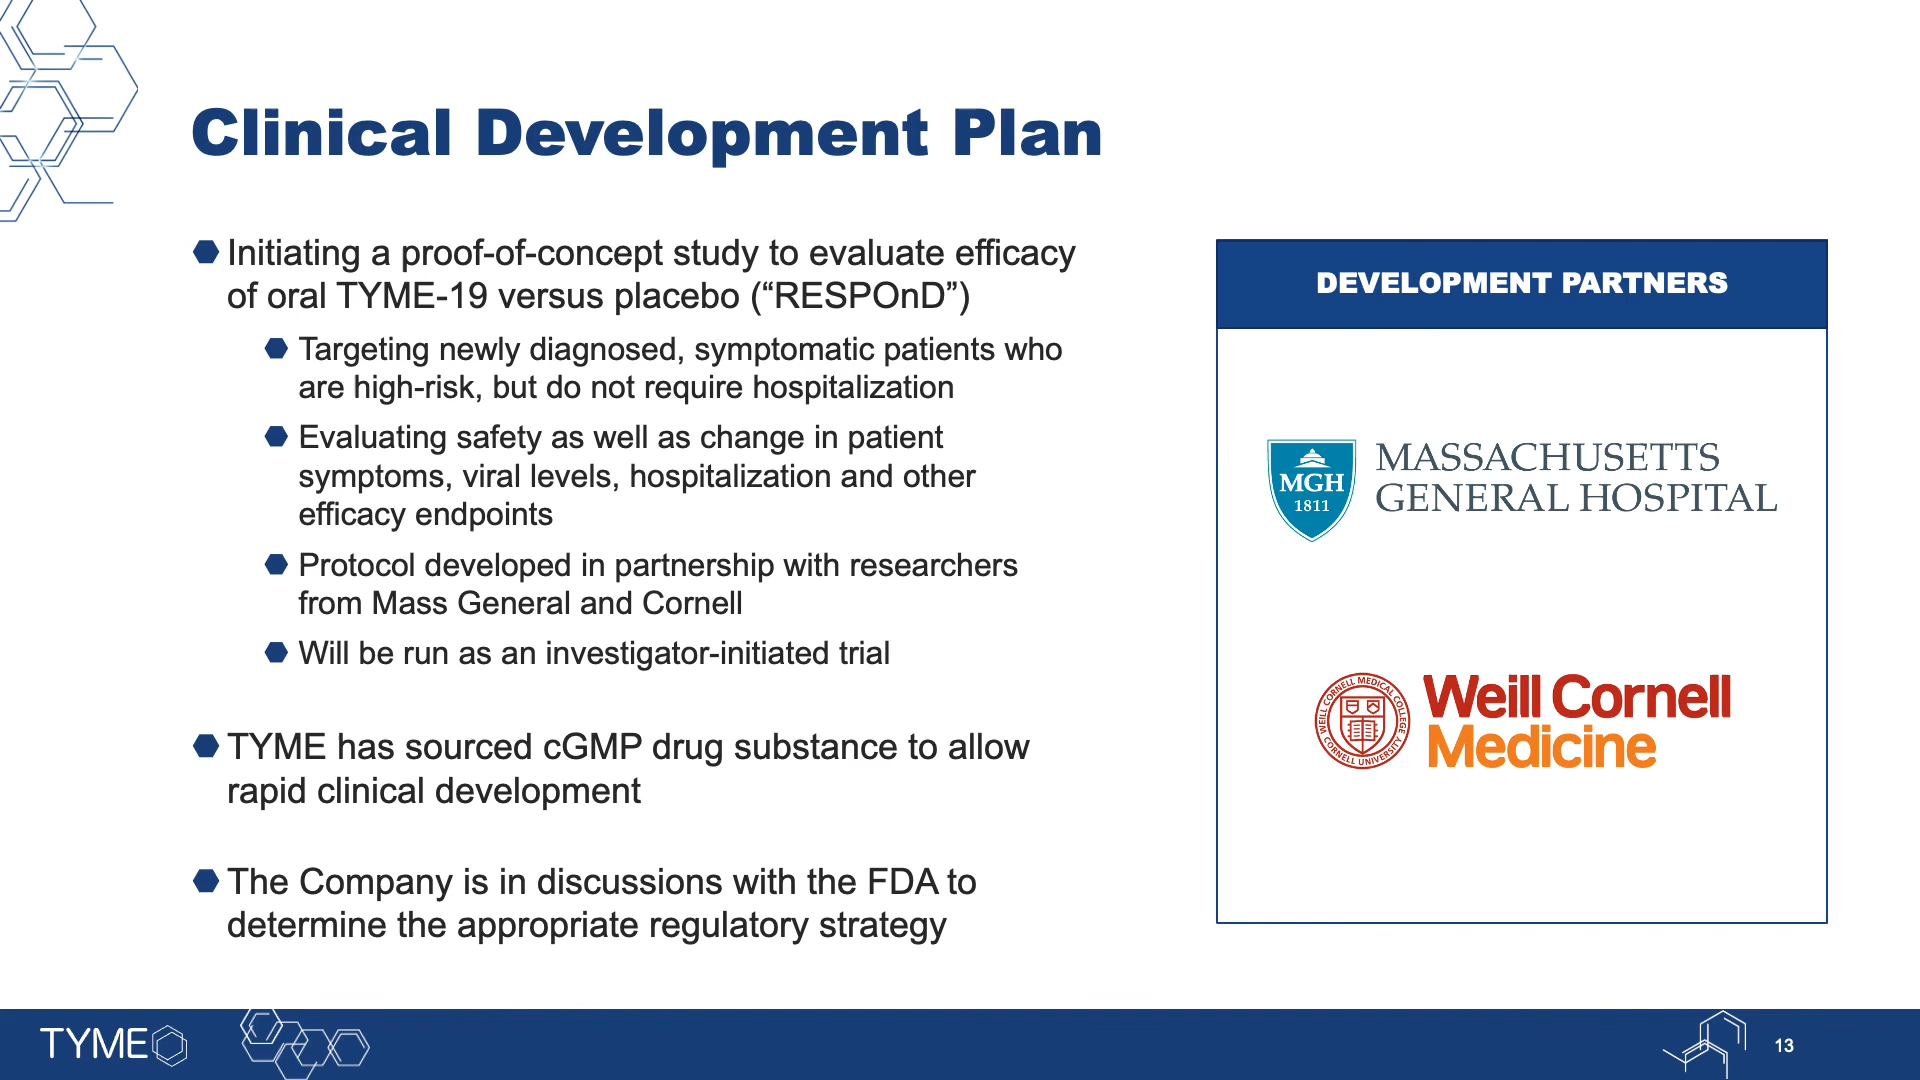 Clinical Development Plan
Initiating a proof-of-concept study to evaluate efficacy
of oral TYME-19 versus placebo (“RESPOnD”)
Targeting newly diagnosed, symptomatic patients who
are high-risk, but do not require hospitalization
Evaluating safety as well as change in patient
symptoms, viral levels, hospitalization and other
efficacy endpoints
Protocol developed in partnership with researchers
from Mass General and Cornell
Will be run as an investigator-initiated trial
TYME has sourced cGMP drug substance to allow
rapid clinical development
The Company is in discussions with the FDA to
determine the appropriate regulatory strategy
DEVELOPMENT PARTNERS
MGH
1811
MASSACHUSETTS
GENERAL HOSPITAL
WEILL CORNELL MEDICAL COLLEGE
CORNELL UNIVERSITY
Weill Cornell
Medicine
TYME
13